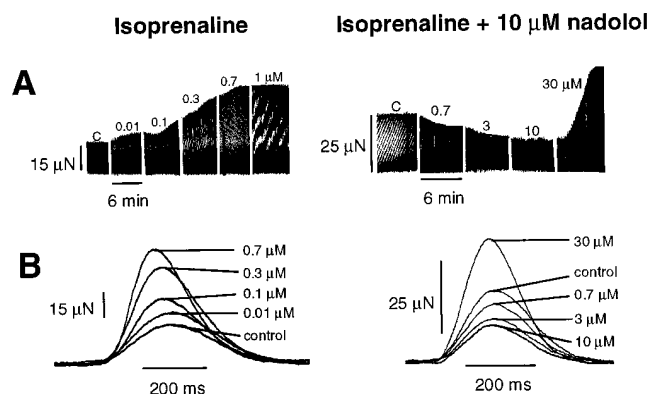 Isoprenaline
Isoprenaline + 10 µM nadolol
A
C
0.01
0.1
0.3
0.7
1 µM
15 µN
6 min
C
0.7
3
10
30 µM
25 µN
6 min
B
0.7 µM
0.3 µM
0.1 µM
0.01 µM
control
15 µN
200 ms
30 µM
control
0.7 µM
3 µM
10 µM
25 µN
200 ms